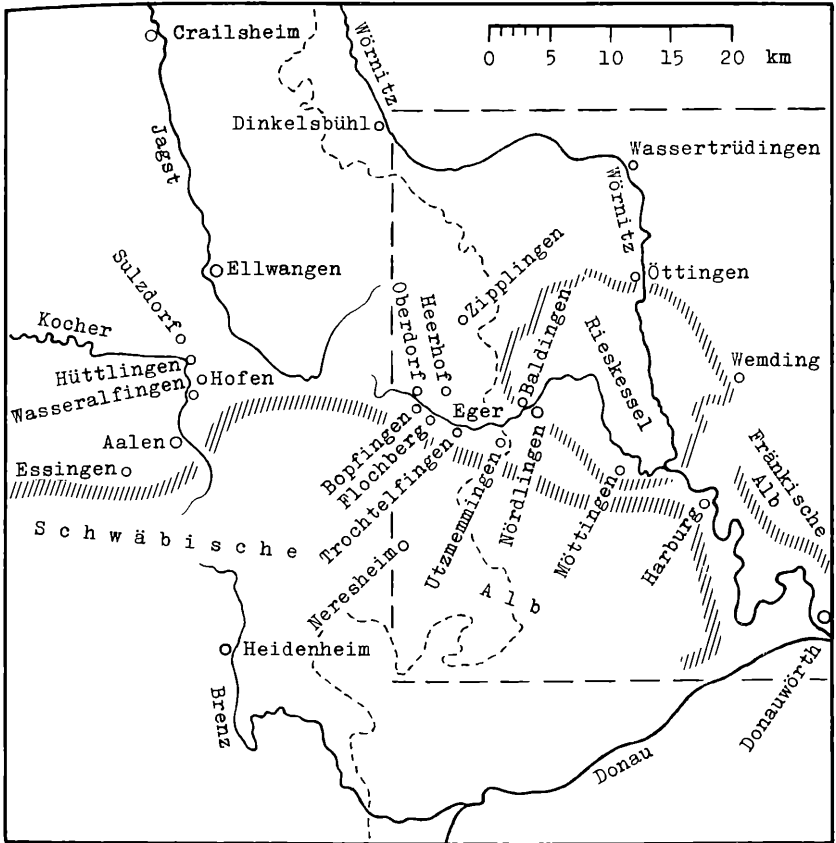 Crailsheim
0 5 10 15 20 km
Wörnitz
Dinkelsbühl
Jagst
Wassertrüdingen
Wörnitz
Sulzdorf
Ellwangen
Zipplingen
Öttingen
Kocher
Oberdorf
Heerhof
Baldingen
Rieskessel
Hüttlingen
Wasseralfingen
Hofen
Wemding
Eger
Aalen
Essingen
Bopfingen
Flochberg
Trochtelfingen
Utzmemmingen
Nördlingen
Möttingen
Harburg
Fränkische
Alb
Schwäbische
Alb
Neresheim
Heidenheim
Brenz
Donau
Donauwörth